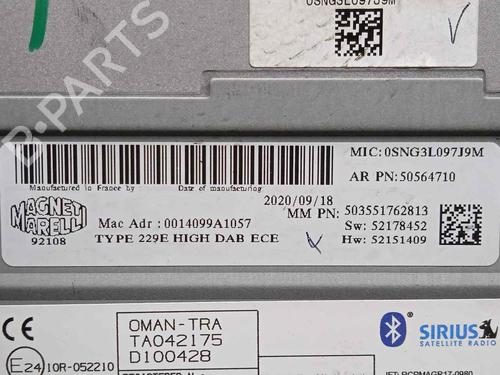 0SNG3L097J9M
B-PARTS
MIC:0SNG3L097J9M
AR PN:50564710
Manufactured in France by
Date of manufacturing
2020/09/18
MM PN: 503551762813
MAGNETI
MARELLI
92108
Mac Adr : 0014099A1057
Sw: 52178452
TYPE 229E HIGH DAB ECE
Hw: 52151409
CE
OMAN-TRA
TA042175
D100428
SIRIUS
SATELLITE RADIO
E24
10R-052210